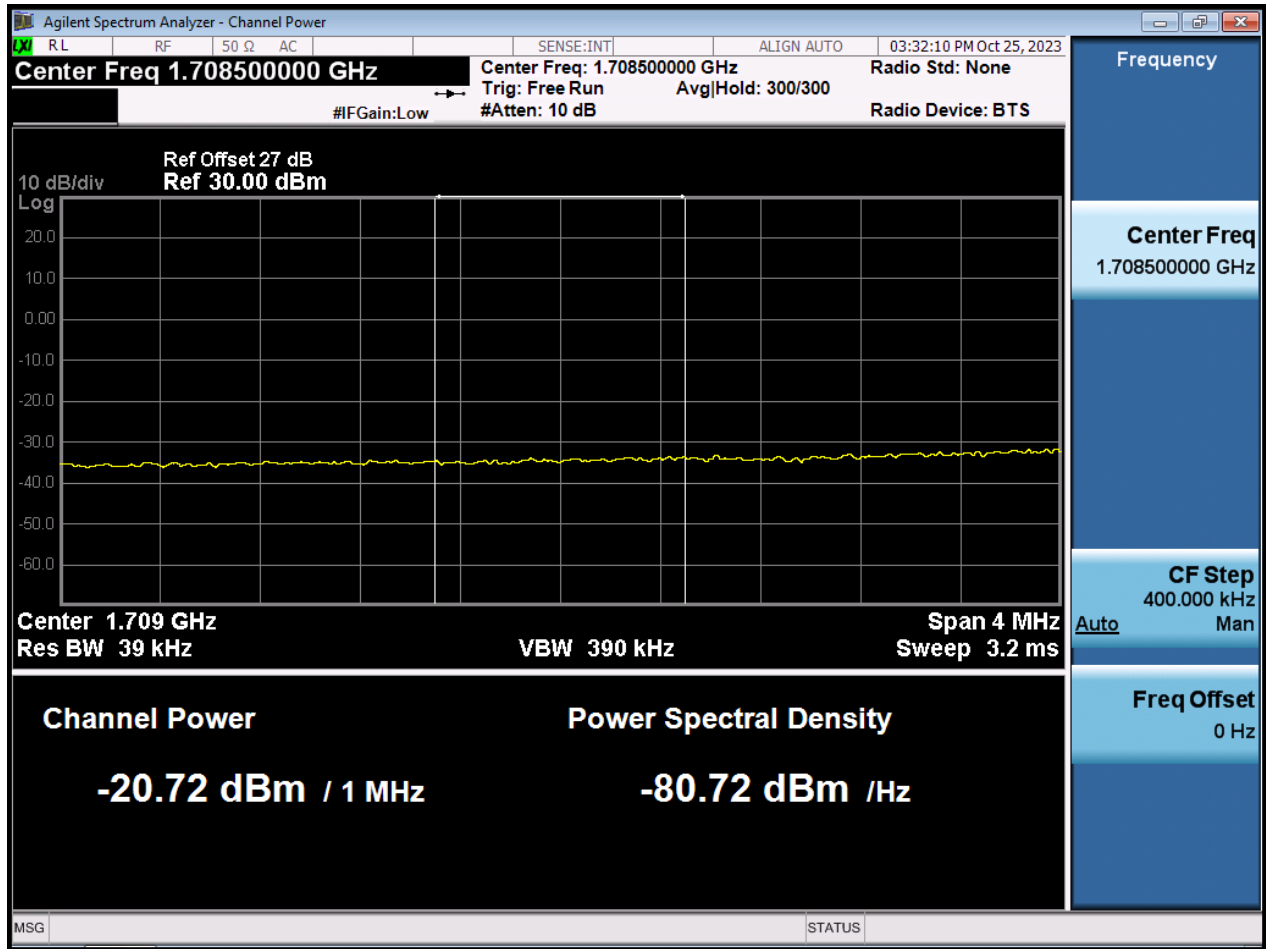 Agilent Spectrum Analyzer - Channel Power
LXI RL RF 50 Ω AC SENSE:INT ALIGN AUTO 03:32:10 PM Oct 25, 2023
Center Freq 1.708500000 GHz
#IFGain:Low
Center Freq: 1.708500000 GHz
Trig: Free Run Avg|Hold: 300/300
#Atten: 10 dB
Radio Std: None
Radio Device: BTS
Ref Offset 27 dB
10 dB/div Ref 30.00 dBm
Log
20.0
10.0
0.00
-10.0
-20.0
-30.0
-40.0
-50.0
-60.0
Center 1.709 GHz Span 4 MHz
Res BW 39 kHz VBW 390 kHz Sweep 3.2 ms
Channel Power Power Spectral Density
-20.72 dBm / 1 MHz -80.72 dBm /Hz
Frequency
Center Freq
1.708500000 GHz
CF Step
400.000 kHz
Auto Man
Freq Offset
0 Hz
MSG STATUS